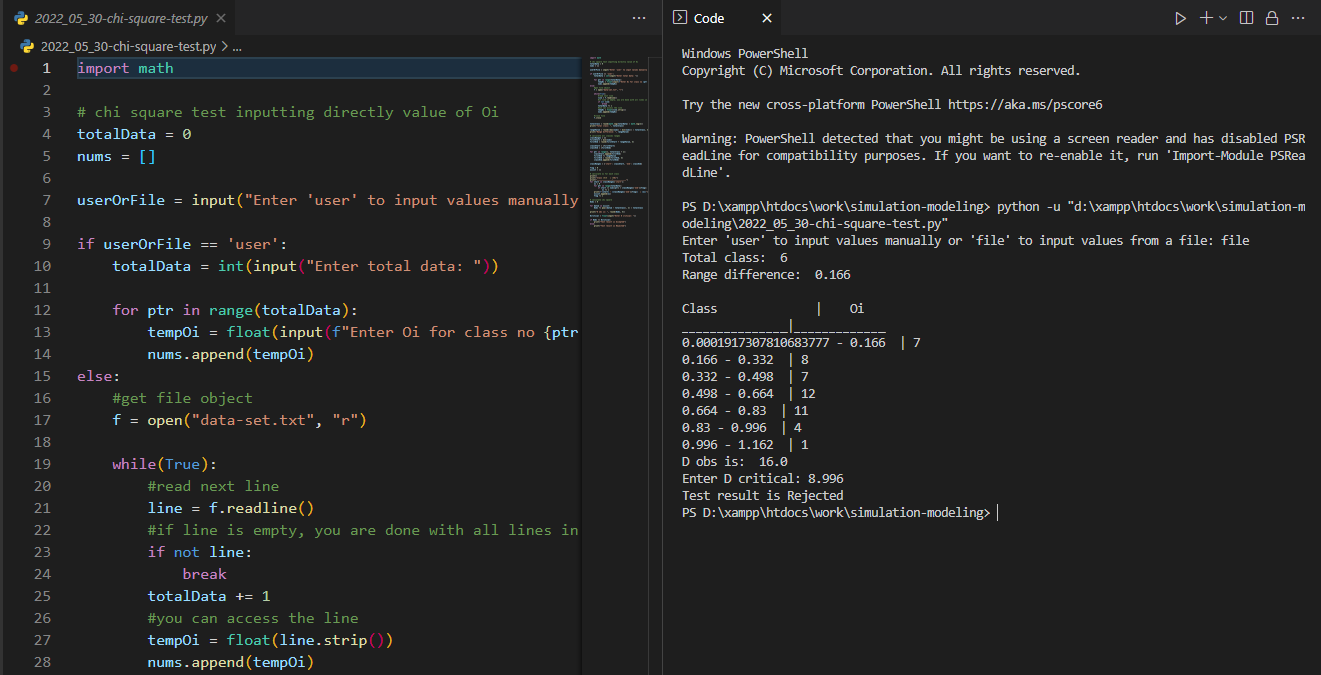 2022_05_30-chi-square-test.py
2022_05_30-chi-square-test.py > ...
1 import math
2
3 # chi square test inputting directly value of Oi
4 totalData = 0
5 nums = []
6
7 userOrFile = input("Enter 'user' to input values manually
8
9 if userOrFile == 'user':
10 totalData = int(input("Enter total data: "))
11
12 for ptr in range(totalData):
13 tempOi = float(input(f"Enter Oi for class no {ptr
14 nums.append(tempOi)
15 else:
16 #get file object
17 f = open("data-set.txt", "r")
18
19 while(True):
20 #read next line
21 line = f.readline()
22 #if line is empty, you are done with all lines in
23 if not line:
24 break
25 totalData += 1
26 #you can access the line
27 tempOi = float(line.strip())
28 nums.append(tempOi)
Code
Windows PowerShell
Copyright (C) Microsoft Corporation. All rights reserved.
Try the new cross-platform PowerShell https://aka.ms/pscore6
Warning: PowerShell detected that you might be using a screen reader and has disabled PSR
eadLine for compatibility purposes. If you want to re-enable it, run 'Import-Module PSRea
dLine'.
PS D:\xampp\htdocs\work\simulation-modeling> python -u "d:\xampp\htdocs\work\simulation-m
odeling\2022_05_30-chi-square-test.py"
Enter 'user' to input values manually or 'file' to input values from a file: file
Total class:  6
Range difference:  0.166
Class | Oi
_______________|_____________
0.0001917307810683777 - 0.166  | 7
0.166 - 0.332  | 8
0.332 - 0.498  | 7
0.498 - 0.664  | 12
0.664 - 0.83  | 11
0.83 - 0.996  | 4
0.996 - 1.162  | 1
D obs is:  16.0
Enter D critical: 8.996
Test result is Rejected
PS D:\xampp\htdocs\work\simulation-modeling>